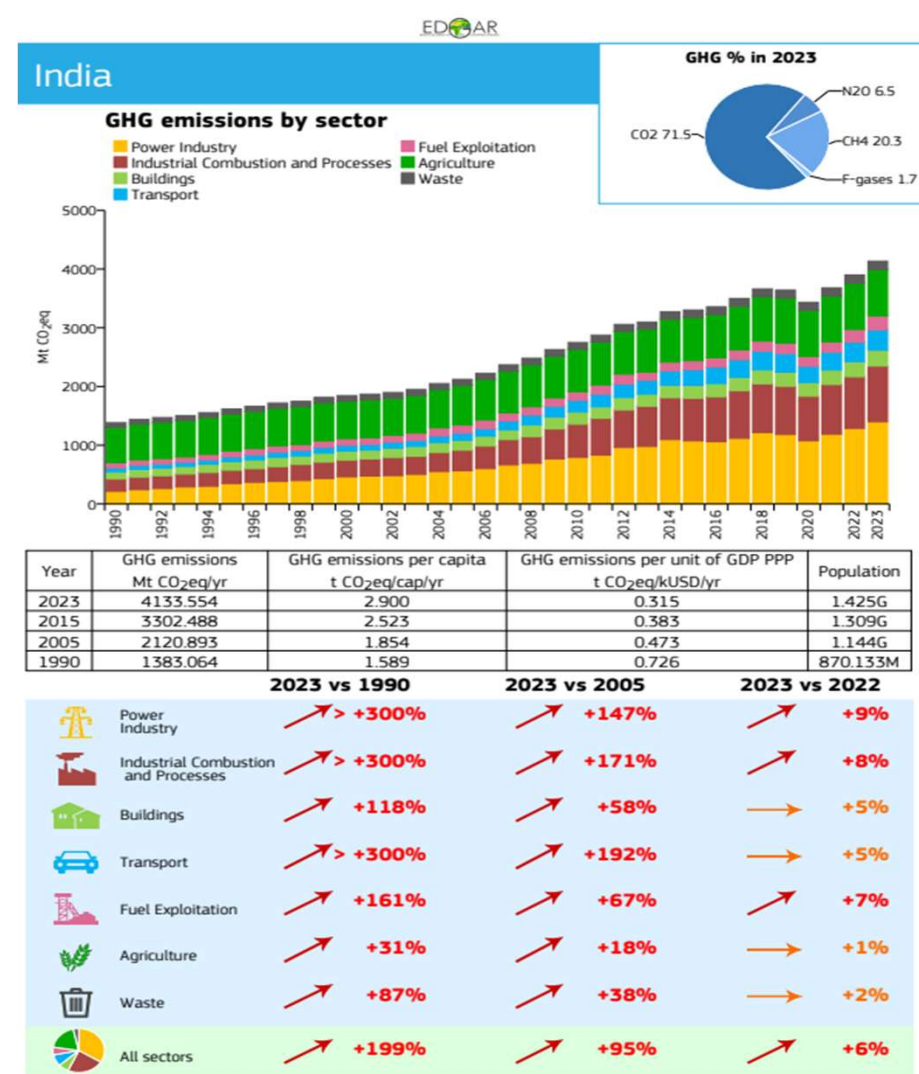 EDGAR
India
GHG % in 2023
N2O 6.5
CO2 71.5
CH4 20.3
F-gases 1.7
GHG emissions by sector
Power Industry
Industrial Combustion and Processes
Buildings
Transport
Fuel Exploitation
Agriculture
Waste
Mt CO2eq
5000
4000
3000
2000
1000
0
1990 1992 1994 1996 1998 2000 2002 2004 2006 2008 2010 2012 2014 2016 2018 2020 2022 2023
Year GHG emissions Mt CO2eq/yr GHG emissions per capita t CO2eq/cap/yr GHG emissions per unit of GDP PPP t CO2eq/kUSD/yr Population
2023 4133.554 2.900 0.315 1.425G
2015 3302.488 2.523 0.383 1.309G
2005 2120.893 1.854 0.473 1.144G
1990 1383.064 1.589 0.726 870.133M
2023 vs 1990 2023 vs 2005 2023 vs 2022
Power Industry > +300% +147% +9%
Industrial Combustion and Processes > +300% +171% +8%
Buildings +118% +58% +5%
Transport > +300% +192% +5%
Fuel Exploitation +161% +67% +7%
Agriculture +31% +18% +1%
Waste +87% +38% +2%
All sectors +199% +95% +6%